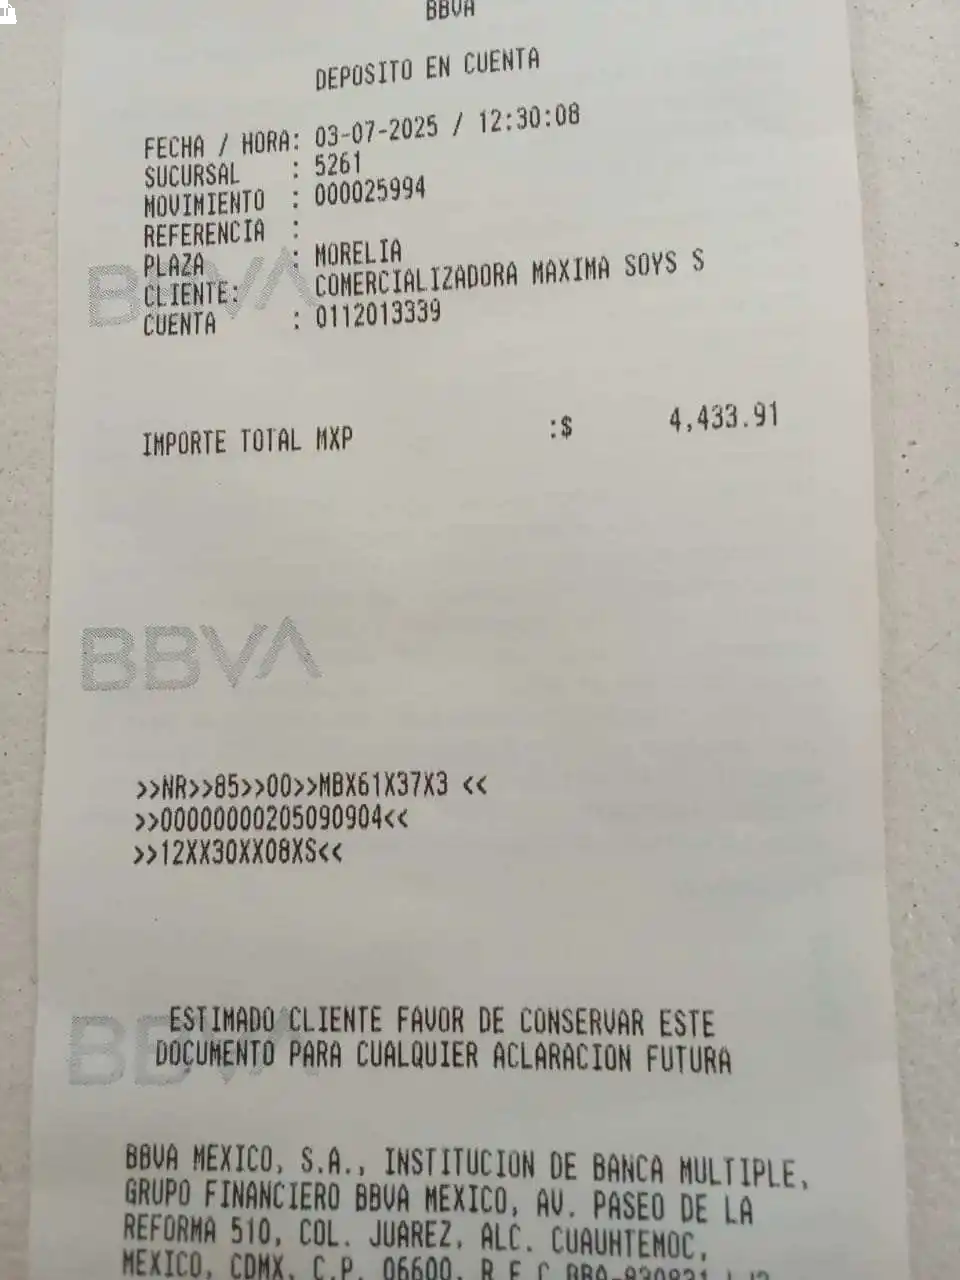 BBVA
DEPOSITO EN CUENTA
FECHA / HORA: 03-07-2025 / 12:30:08
SUCURSAL : 5261
MOVIMIENTO : 000025994
REFERENCIA :
PLAZA : MORELIA
CLIENTE: COMERCIALIZADORA MAXIMA SOYS S
CUENTA : 0112013339
BBVA
IMPORTE TOTAL MXP :$ 4,433.91
BBVA
>>NR>>85>>00>>MBX61X37X3 <<
>>00000000205090904<<
>>12XX30XX08XS<<
BBVA
ESTIMADO CLIENTE FAVOR DE CONSERVAR ESTE
DOCUMENTO PARA CUALQUIER ACLARACION FUTURA
BBVA MEXICO, S.A., INSTITUCION DE BANCA MULTIPLE,
GRUPO FINANCIERO BBVA MEXICO, AV. PASEO DE LA
REFORMA 510, COL. JUAREZ, ALC. CUAUHTEMOC,
MEXICO, CDMX, C.P. 06600, R F C